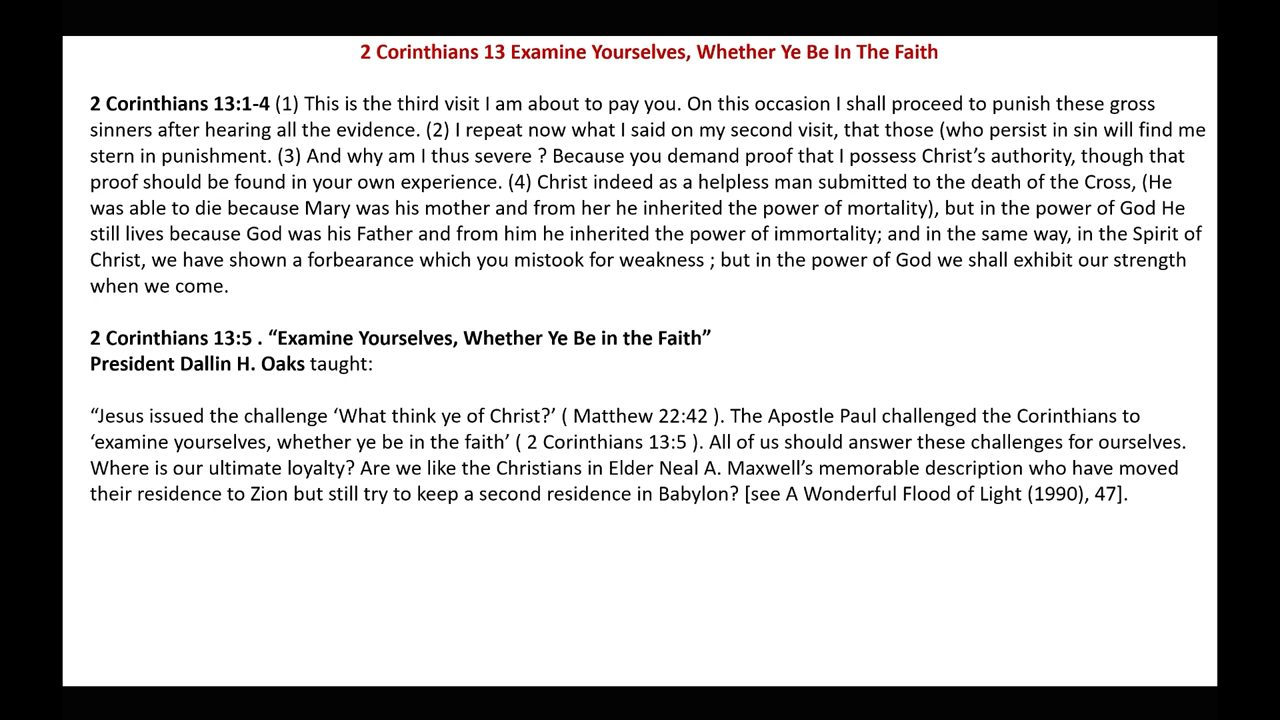 2 Corinthians 13 Examine Yourselves, Whether Ye Be In The Faith
2 Corinthians 13:1-4 (1) This is the third visit I am about to pay you. On this occasion I shall proceed to punish these gross
sinners after hearing all the evidence. (2) I repeat now what I said on my second visit, that those (who persist in sin will find me
stern in punishment. (3) And why am I thus severe ? Because you demand proof that I possess Christ’s authority, though that
proof should be found in your own experience. (4) Christ indeed as a helpless man submitted to the death of the Cross, (He
was able to die because Mary was his mother and from her he inherited the power of mortality), but in the power of God He
still lives because God was his Father and from him he inherited the power of immortality; and in the same way, in the Spirit of
Christ, we have shown a forbearance which you mistook for weakness ; but in the power of God we shall exhibit our strength
when we come.
2 Corinthians 13:5 . “Examine Yourselves, Whether Ye Be in the Faith”
President Dallin H. Oaks taught:
“Jesus issued the challenge ‘What think ye of Christ?’ ( Matthew 22:42 ). The Apostle Paul challenged the Corinthians to
‘examine yourselves, whether ye be in the faith’ ( 2 Corinthians 13:5 ). All of us should answer these challenges for ourselves.
Where is our ultimate loyalty? Are we like the Christians in Elder Neal A. Maxwell’s memorable description who have moved
their residence to Zion but still try to keep a second residence in Babylon? [see A Wonderful Flood of Light (1990), 47].